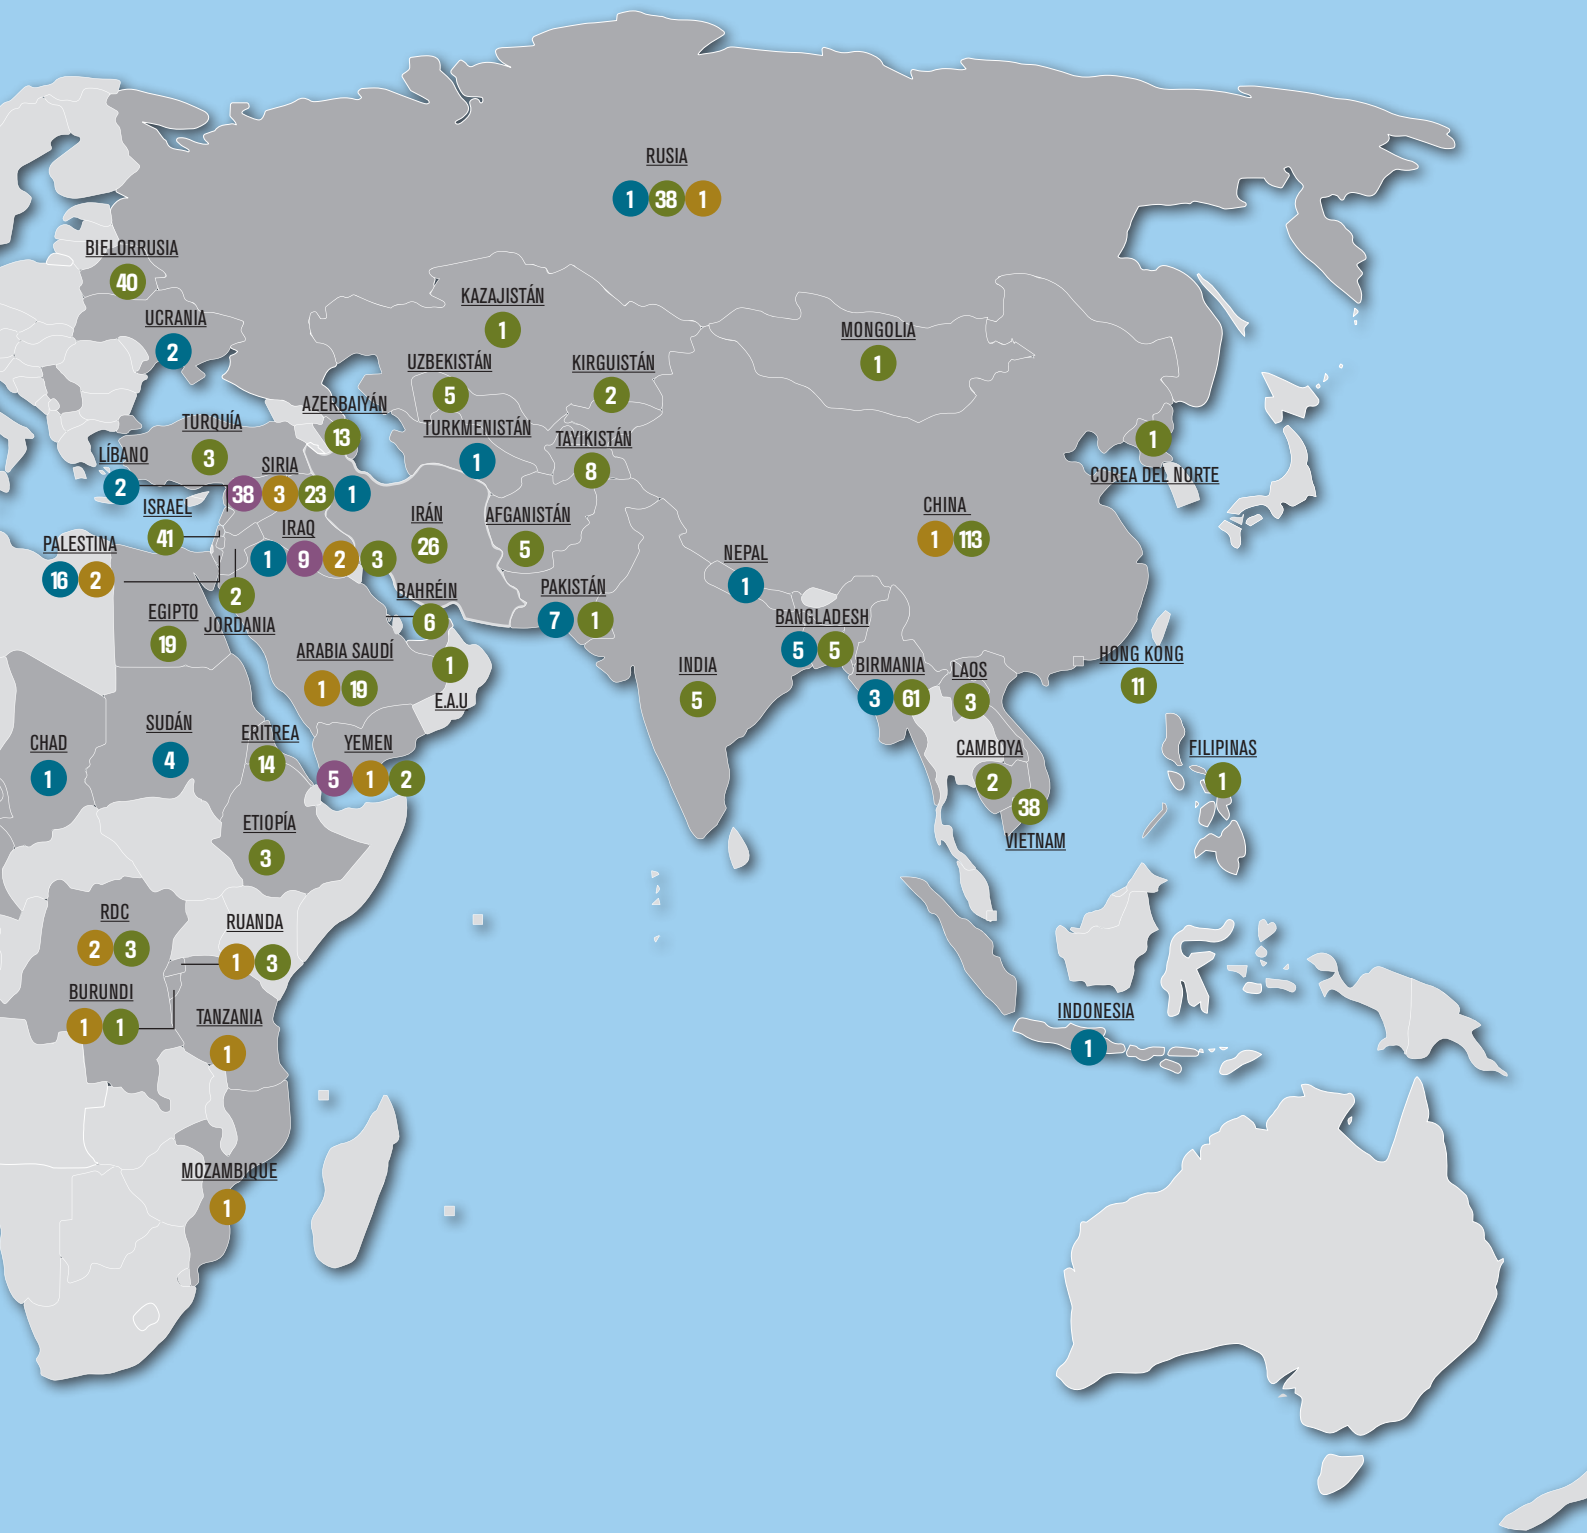 RUSIA
1 38 1
BIELORRUSIA
40
UCRANIA
2
KAZAJISTÁN
1
MONGOLIA
1
UZBEKISTÁN
5
KIRGUISTÁN
2
AZERBAIYÁN
13
TURQUÍA
3
TURKMENISTÁN
1
TAYIKISTÁN
8
1
COREA DEL NORTE
LÍBANO
2
SIRIA
38 3 23 1
ISRAEL
41
IRAQ
1 9 2 3
IRÁN
26
AFGANISTÁN
5
CHINA
1 113
PALESTINA
16 2
2
JORDANIA
NEPAL
1
BAHRÉIN
6
PAKISTÁN
7 1
EGIPTO
19
BANGLADESH
5 5
ARABIA SAUDÍ
1 19
1
E.A.U
INDIA
5
BIRMANIA
3 61
LAOS
3
HONG KONG
11
CHAD
1
SUDÁN
4
ERITREA
14
YEMEN
5 1 2
CAMBOYA
2
FILIPINAS
1
38
VIETNAM
ETIOPÍA
3
RDC
2 3
RUANDA
1 3
BURUNDI
1 1
TANZANIA
1
INDONESIA
1
MOZAMBIQUE
1